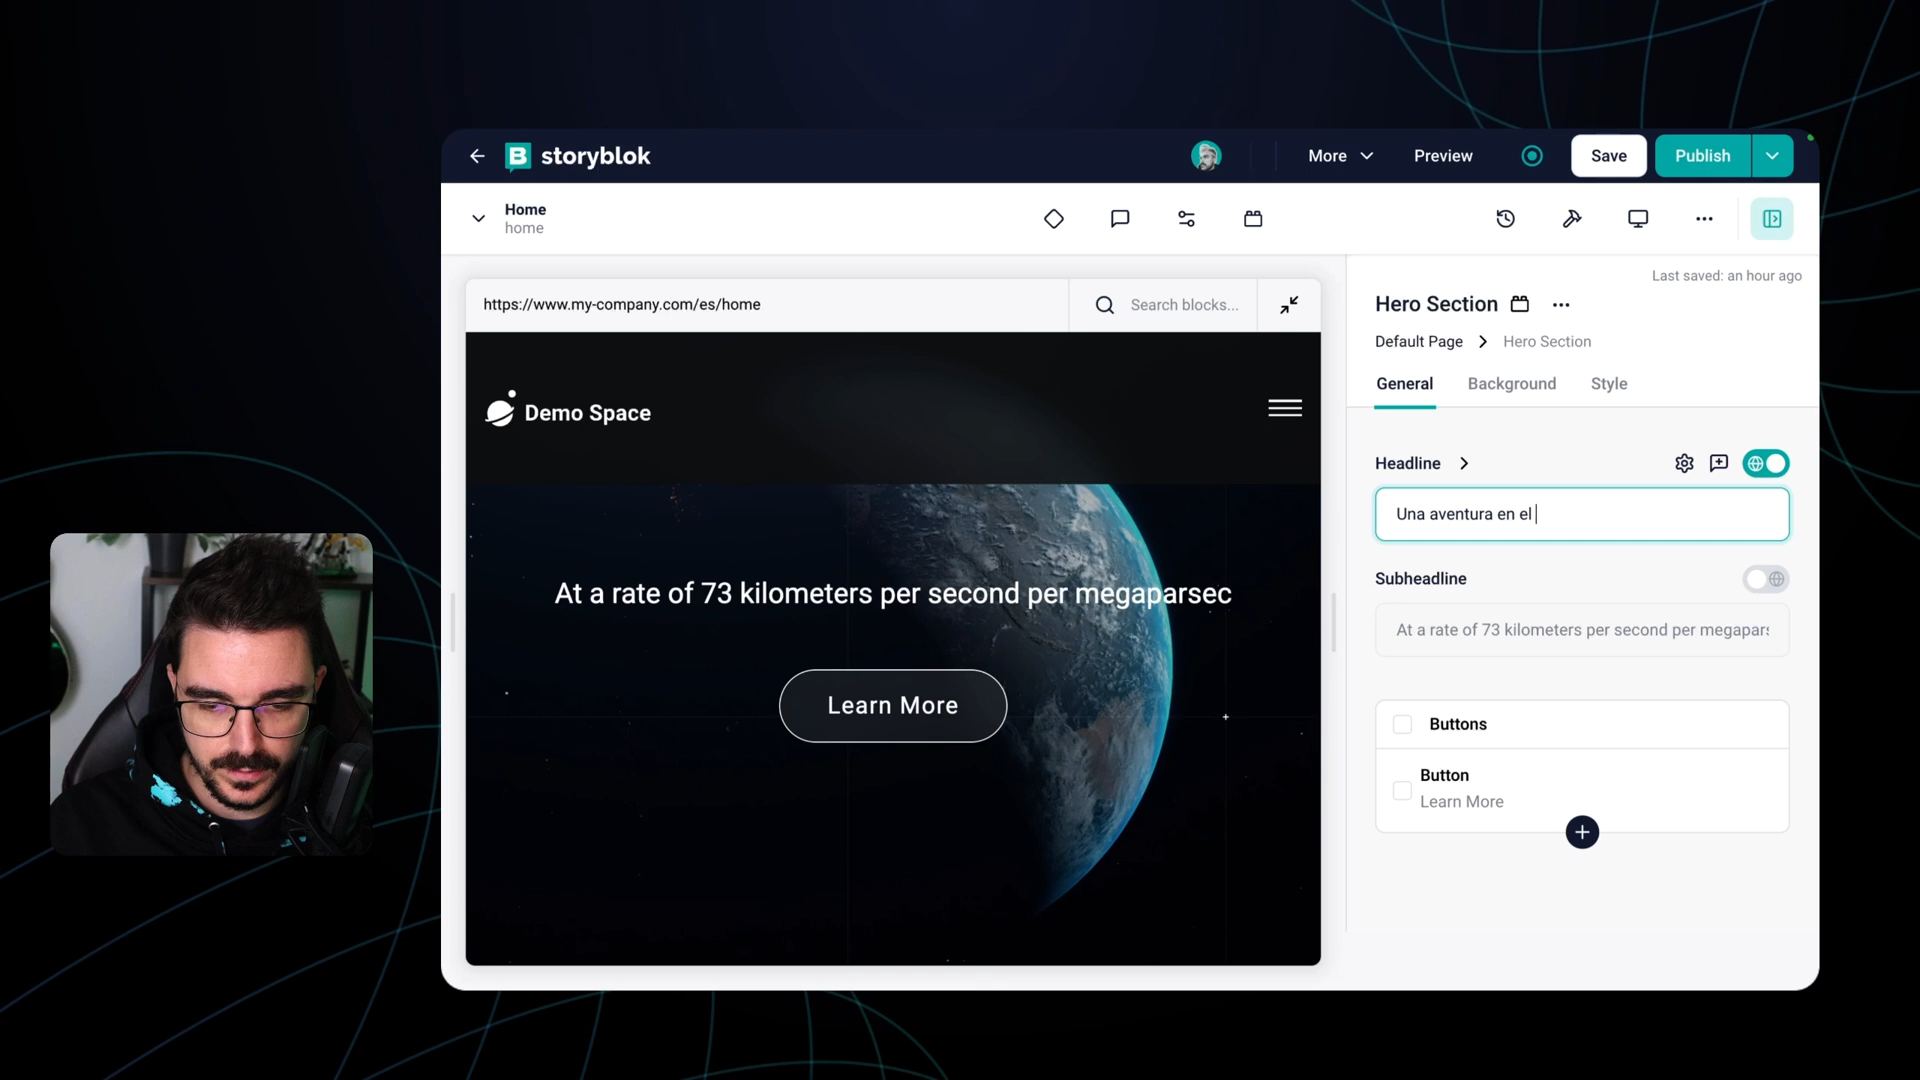 storyblok
More
Preview
Save
Publish
Home
home
Last saved: an hour ago
https://www.my-company.com/es/home
Search blocks...
Hero Section
Default Page
Hero Section
General
Background
Style
Demo Space
Headline
Una aventura en el
Subheadline
At a rate of 73 kilometers per second per megapars
At a rate of 73 kilometers per second per megaparsec
Learn More
Buttons
Button
Learn More